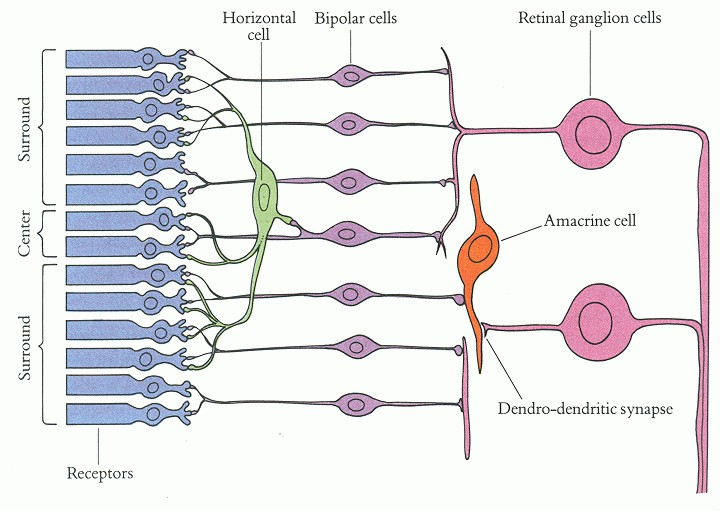 Horizontal
cell
Bipolar cells
Retinal ganglion cells
Surround
Center
Surround
Amacrine cell
Dendro-dendritic synapse
Receptors